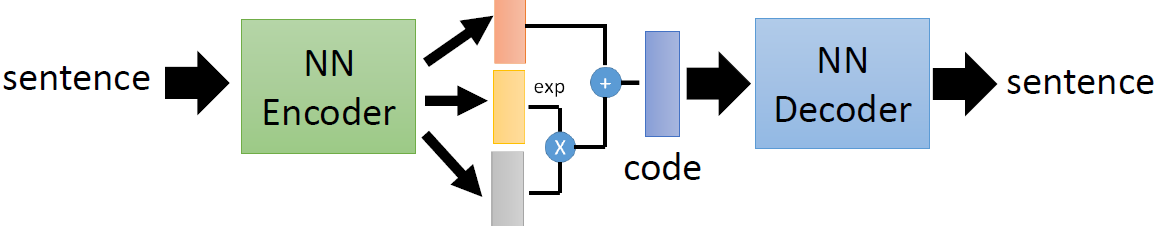 sentence
NN
Encoder
exp
X
+
code
NN
Decoder
sentence